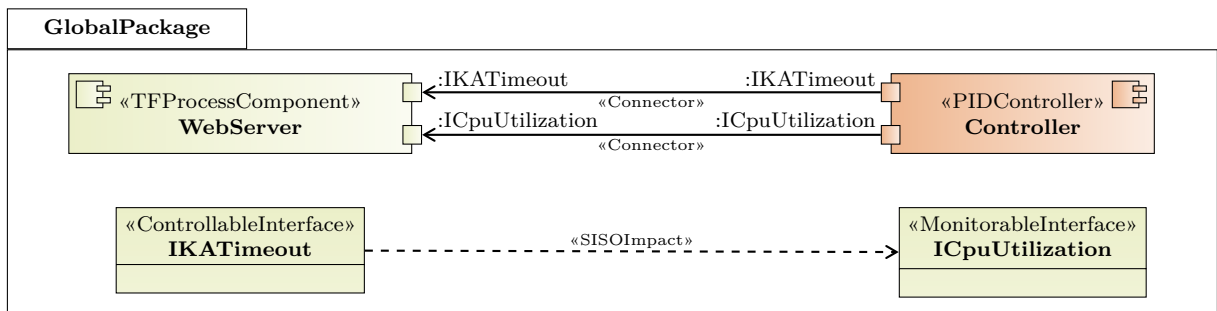 GlobalPackage
:IKATimeout :IKATimeout
«TFProcessComponent» «Connector» «PIDController»
WebServer :ICpuUtilization :ICpuUtilization Controller
«Connector»
«ControllableInterface» «MonitorableInterface»
IKATimeout «SISOImpact» ICpuUtilization